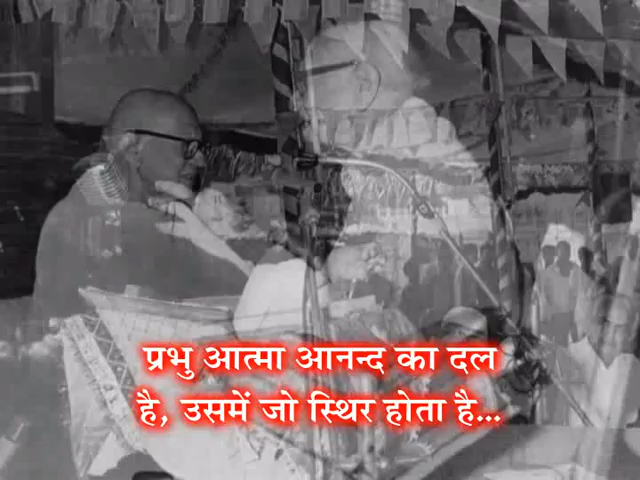 प्रभु आत्मा आनन्द का दल
है, उसमें जो स्थिर होता है...